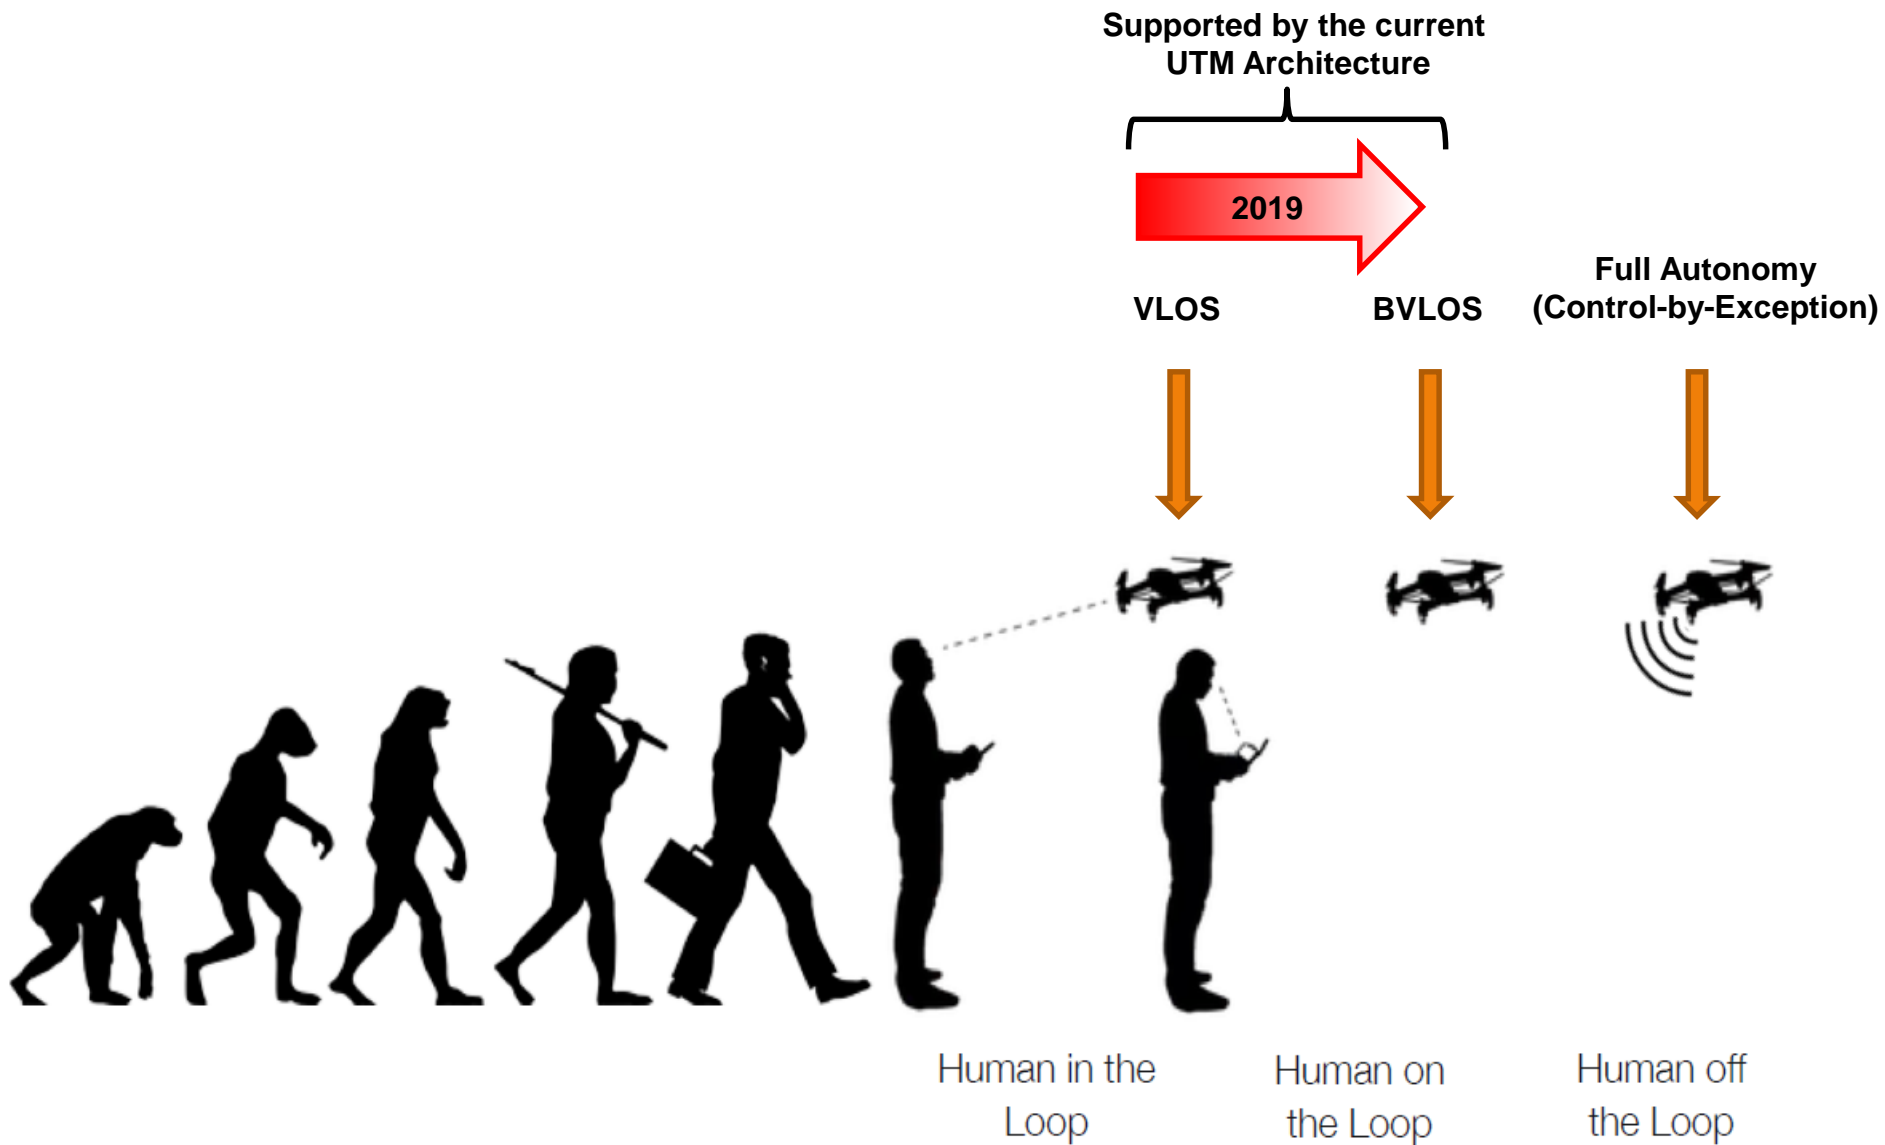 Supported by the current
UTM Architecture
2019
Full Autonomy
(Control-by-Exception)
VLOS
BVLOS
Human in the
Loop
Human on
the Loop
Human off
the Loop